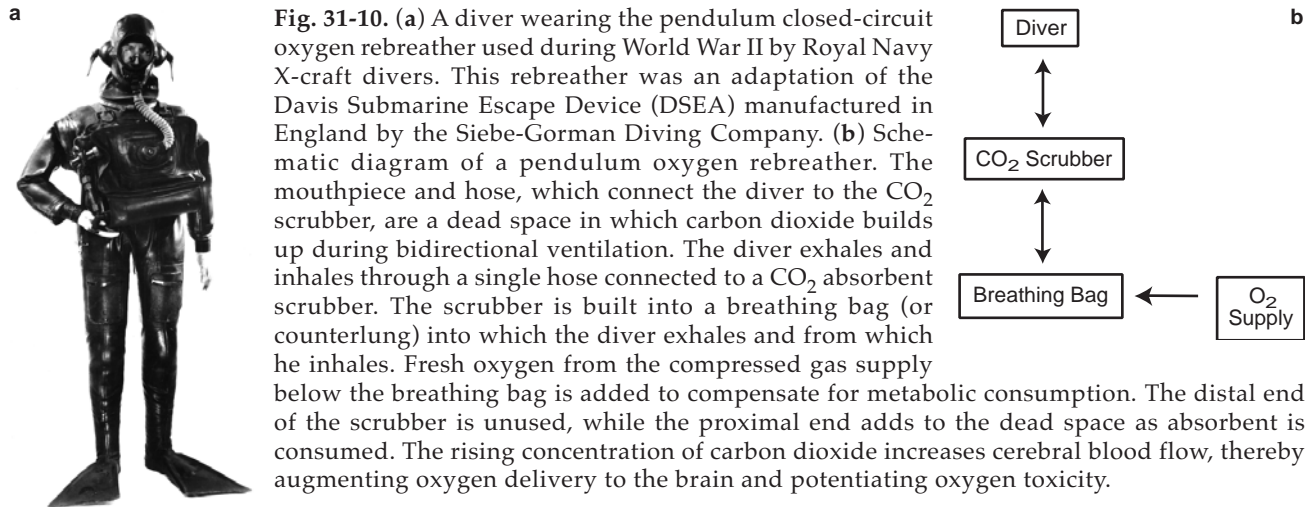 a
Fig. 31-10. (a) A diver wearing the pendulum closed-circuit
oxygen rebreather used during World War II by Royal Navy
X-craft divers. This rebreather was an adaptation of the
Davis Submarine Escape Device (DSEA) manufactured in
England by the Siebe-Gorman Diving Company. (b) Sche-
matic diagram of a pendulum oxygen rebreather. The
mouthpiece and hose, which connect the diver to the CO2
scrubber, are a dead space in which carbon dioxide builds
up during bidirectional ventilation. The diver exhales and
inhales through a single hose connected to a CO2 absorbent
scrubber. The scrubber is built into a breathing bag (or
counterlung) into which the diver exhales and from which
he inhales. Fresh oxygen from the compressed gas supply
below the breathing bag is added to compensate for metabolic consumption. The distal end
of the scrubber is unused, while the proximal end adds to the dead space as absorbent is
consumed. The rising concentration of carbon dioxide increases cerebral blood flow, thereby
augmenting oxygen delivery to the brain and potentiating oxygen toxicity.
b
Diver
CO2 Scrubber
Breathing Bag
O2
Supply